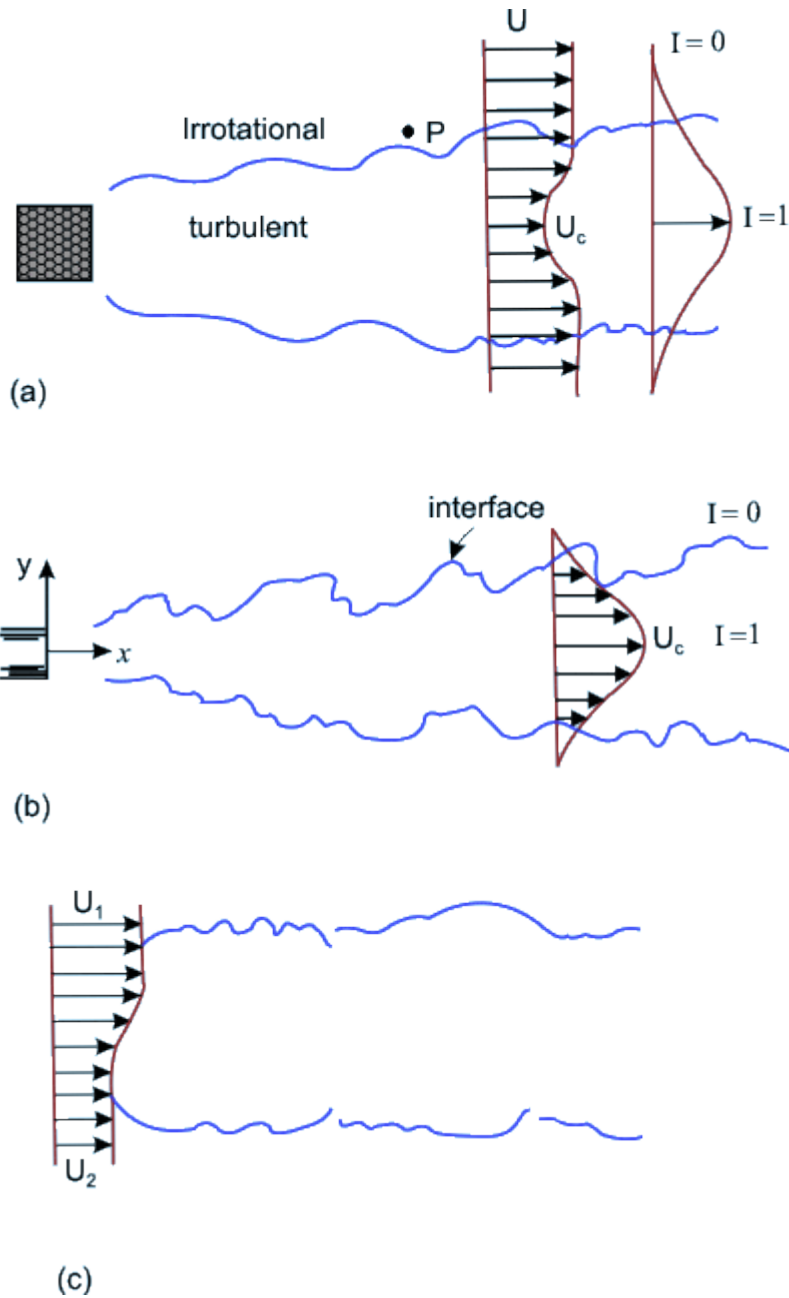 U
I = 0
Irrotational
P
turbulent
U_c
I = 1
(a)
interface
I = 0
y
x
U_c
I = 1
(b)
U_1
U_2
(c)